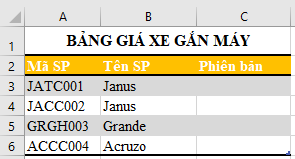 A B C
1 BẢNG GIÁ XE GẮN MÁY
2 Mã SP Tên SP Phiên bản
3 JATC001 Janus
4 JACC002 Janus
5 GRGH003 Grande
6 ACCC004 Acruzo